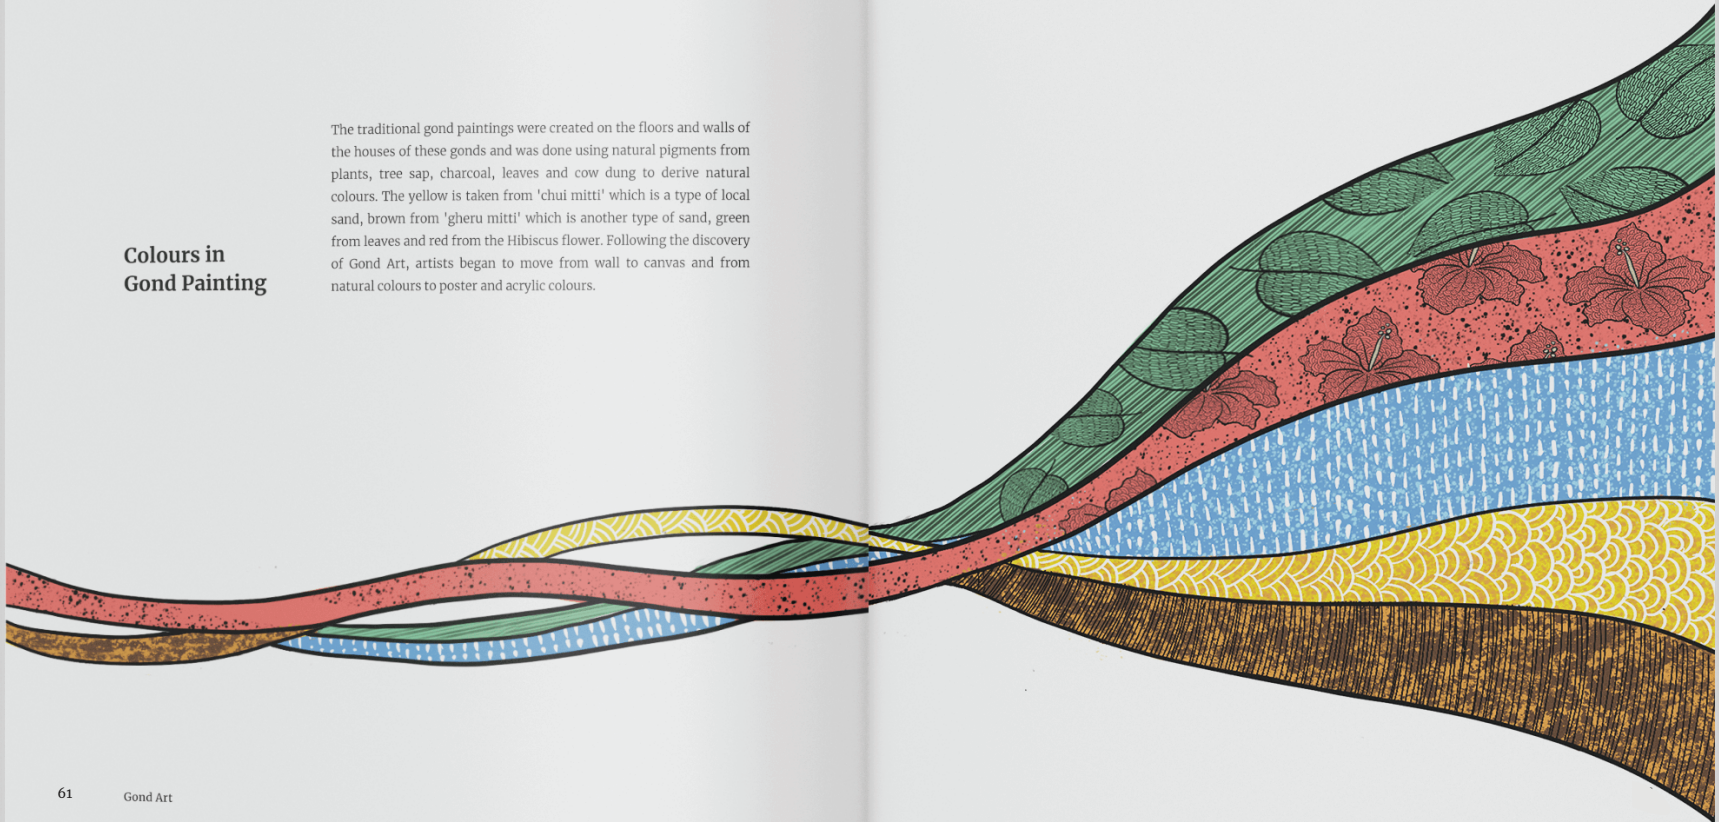 Colours in
Gond Painting
The traditional gond paintings were created on the floors and walls of
the houses of these gonds and was done using natural pigments from
plants, tree sap, charcoal, leaves and cow dung to derive natural
colours. The yellow is taken from 'chui mitti' which is a type of local
sand, brown from 'gheru mitti' which is another type of sand, green
from leaves and red from the Hibiscus flower. Following the discovery
of Gond Art, artists began to move from wall to canvas and from
natural colours to poster and acrylic colours.
61
Gond Art